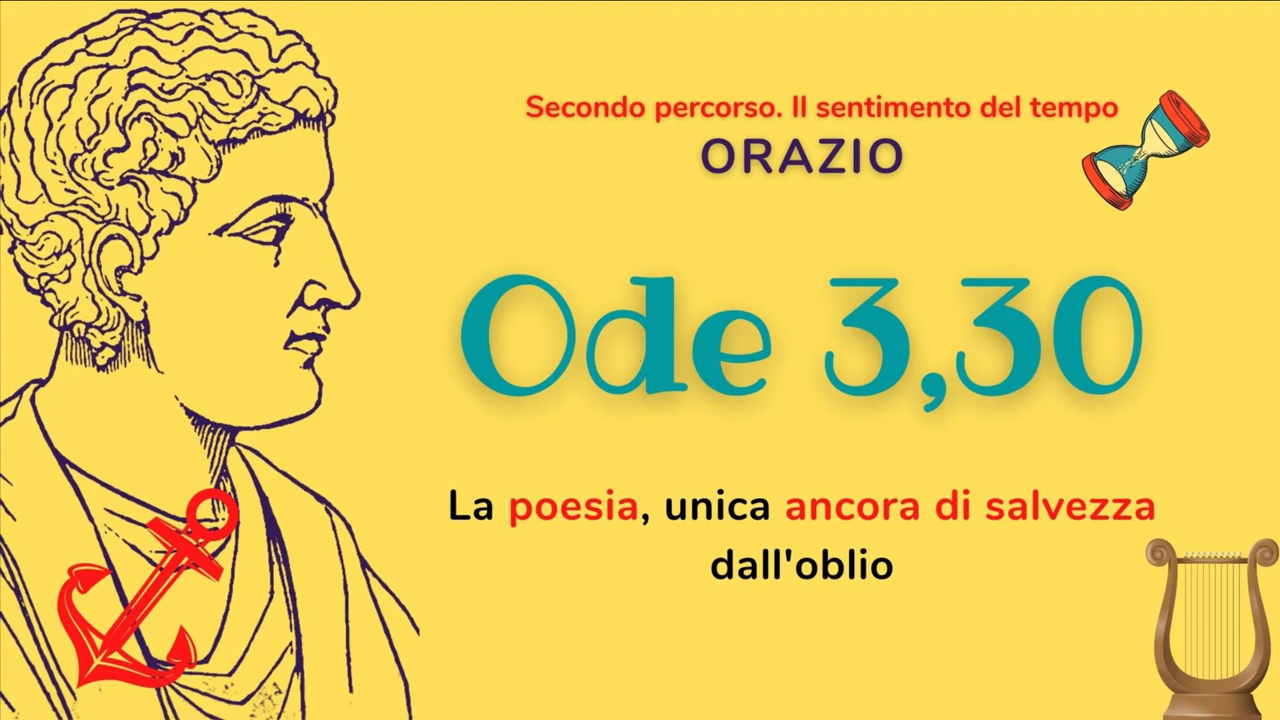 Secondo percorso. Il sentimento del tempo
ORAZIO
Ode 3,30
La poesia, unica ancora di salvezza
dall'oblio